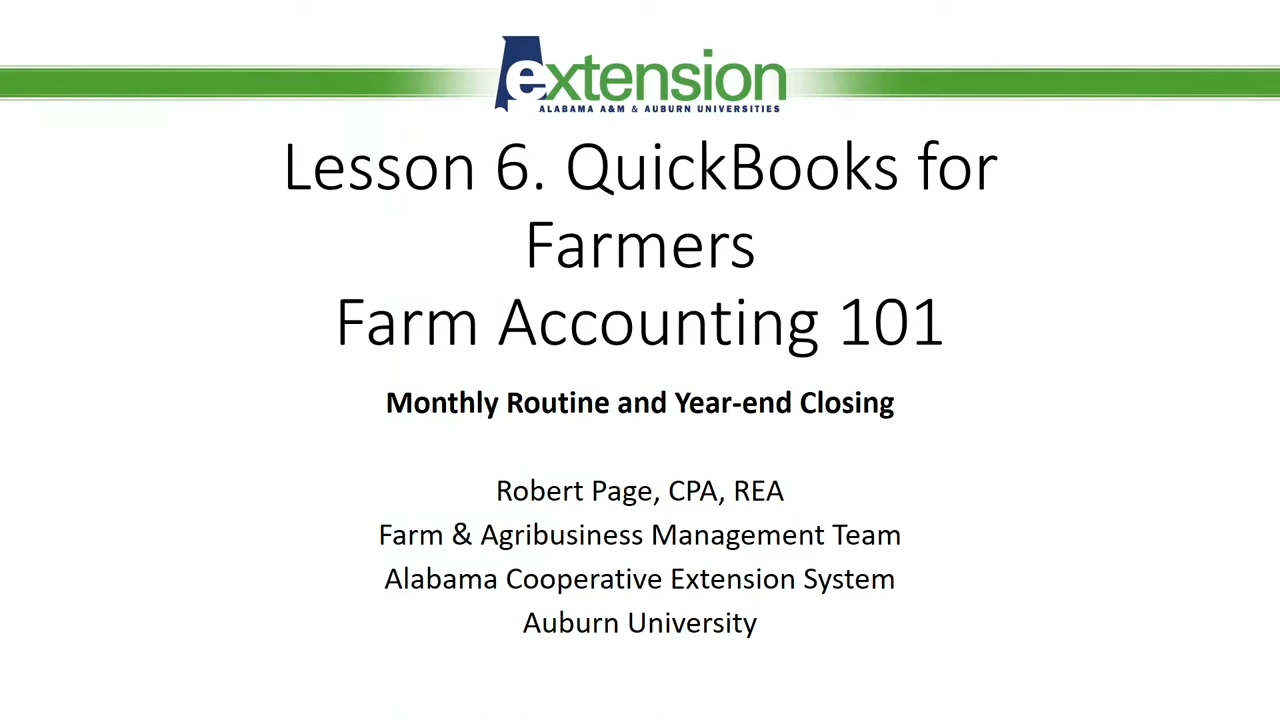 extension
ALABAMA A&M & AUBURN UNIVERSITIES
Lesson 6. QuickBooks for
Farmers
Farm Accounting 101
Monthly Routine and Year-end Closing
Robert Page, CPA, REA
Farm & Agribusiness Management Team
Alabama Cooperative Extension System
Auburn University